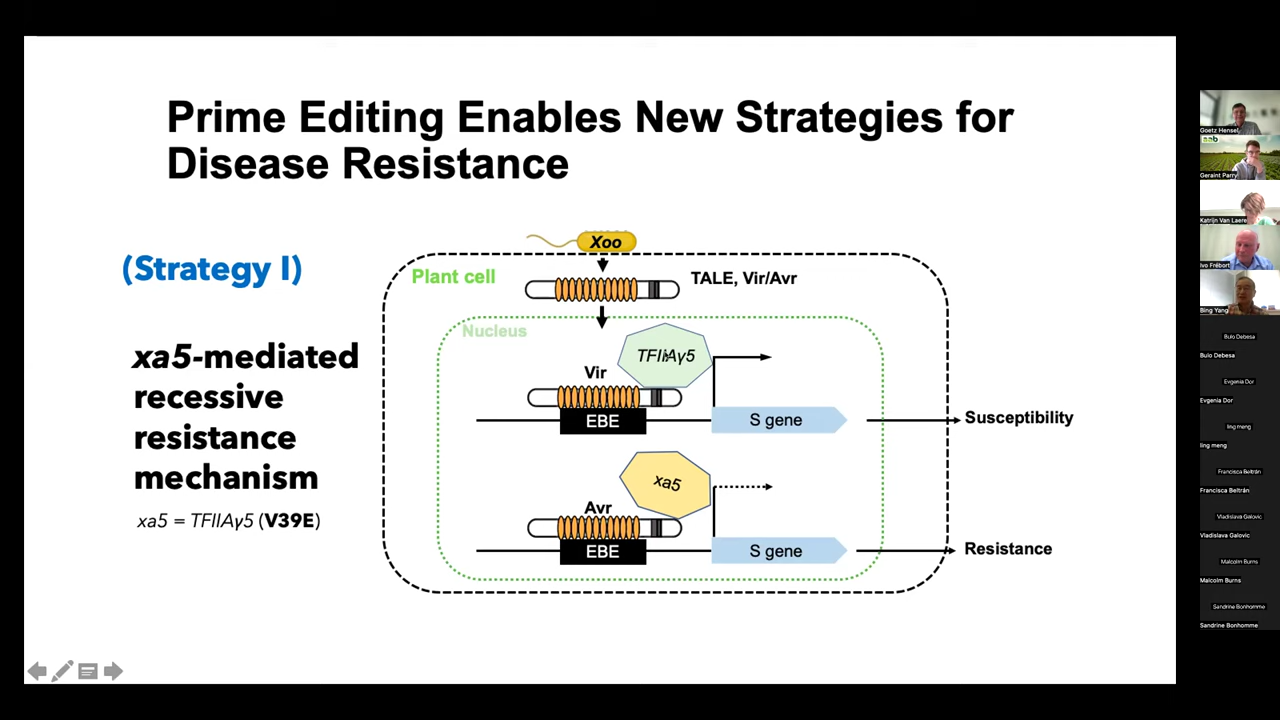 Prime Editing Enables New Strategies for
Disease Resistance
(Strategy I)
xa5-mediated
recessive
resistance
mechanism
xa5 = TFIIAγ5 (V39E)
Xoo
Plant cell
TALE, Vir/Avr
Nucleus
TFIIAγ5
Vir
EBE
S gene
Susceptibility
xa5
Avr
EBE
S gene
Resistance
Goetz Hensel
Geraint Parry
Katrijn Van Laere
Ivo Frébort
Bing Yang
Bulo Debesa
Bulo Debesa
Evgenia Dor
Evgenia Dor
ling meng
ling meng
Francisca Beltrán
Francisca Beltrán
Vladislava Galovic
Vladislava Galovic
Malcolm Burns
Malcolm Burns
Sandrine Bonhomme
Sandrine Bonhomme